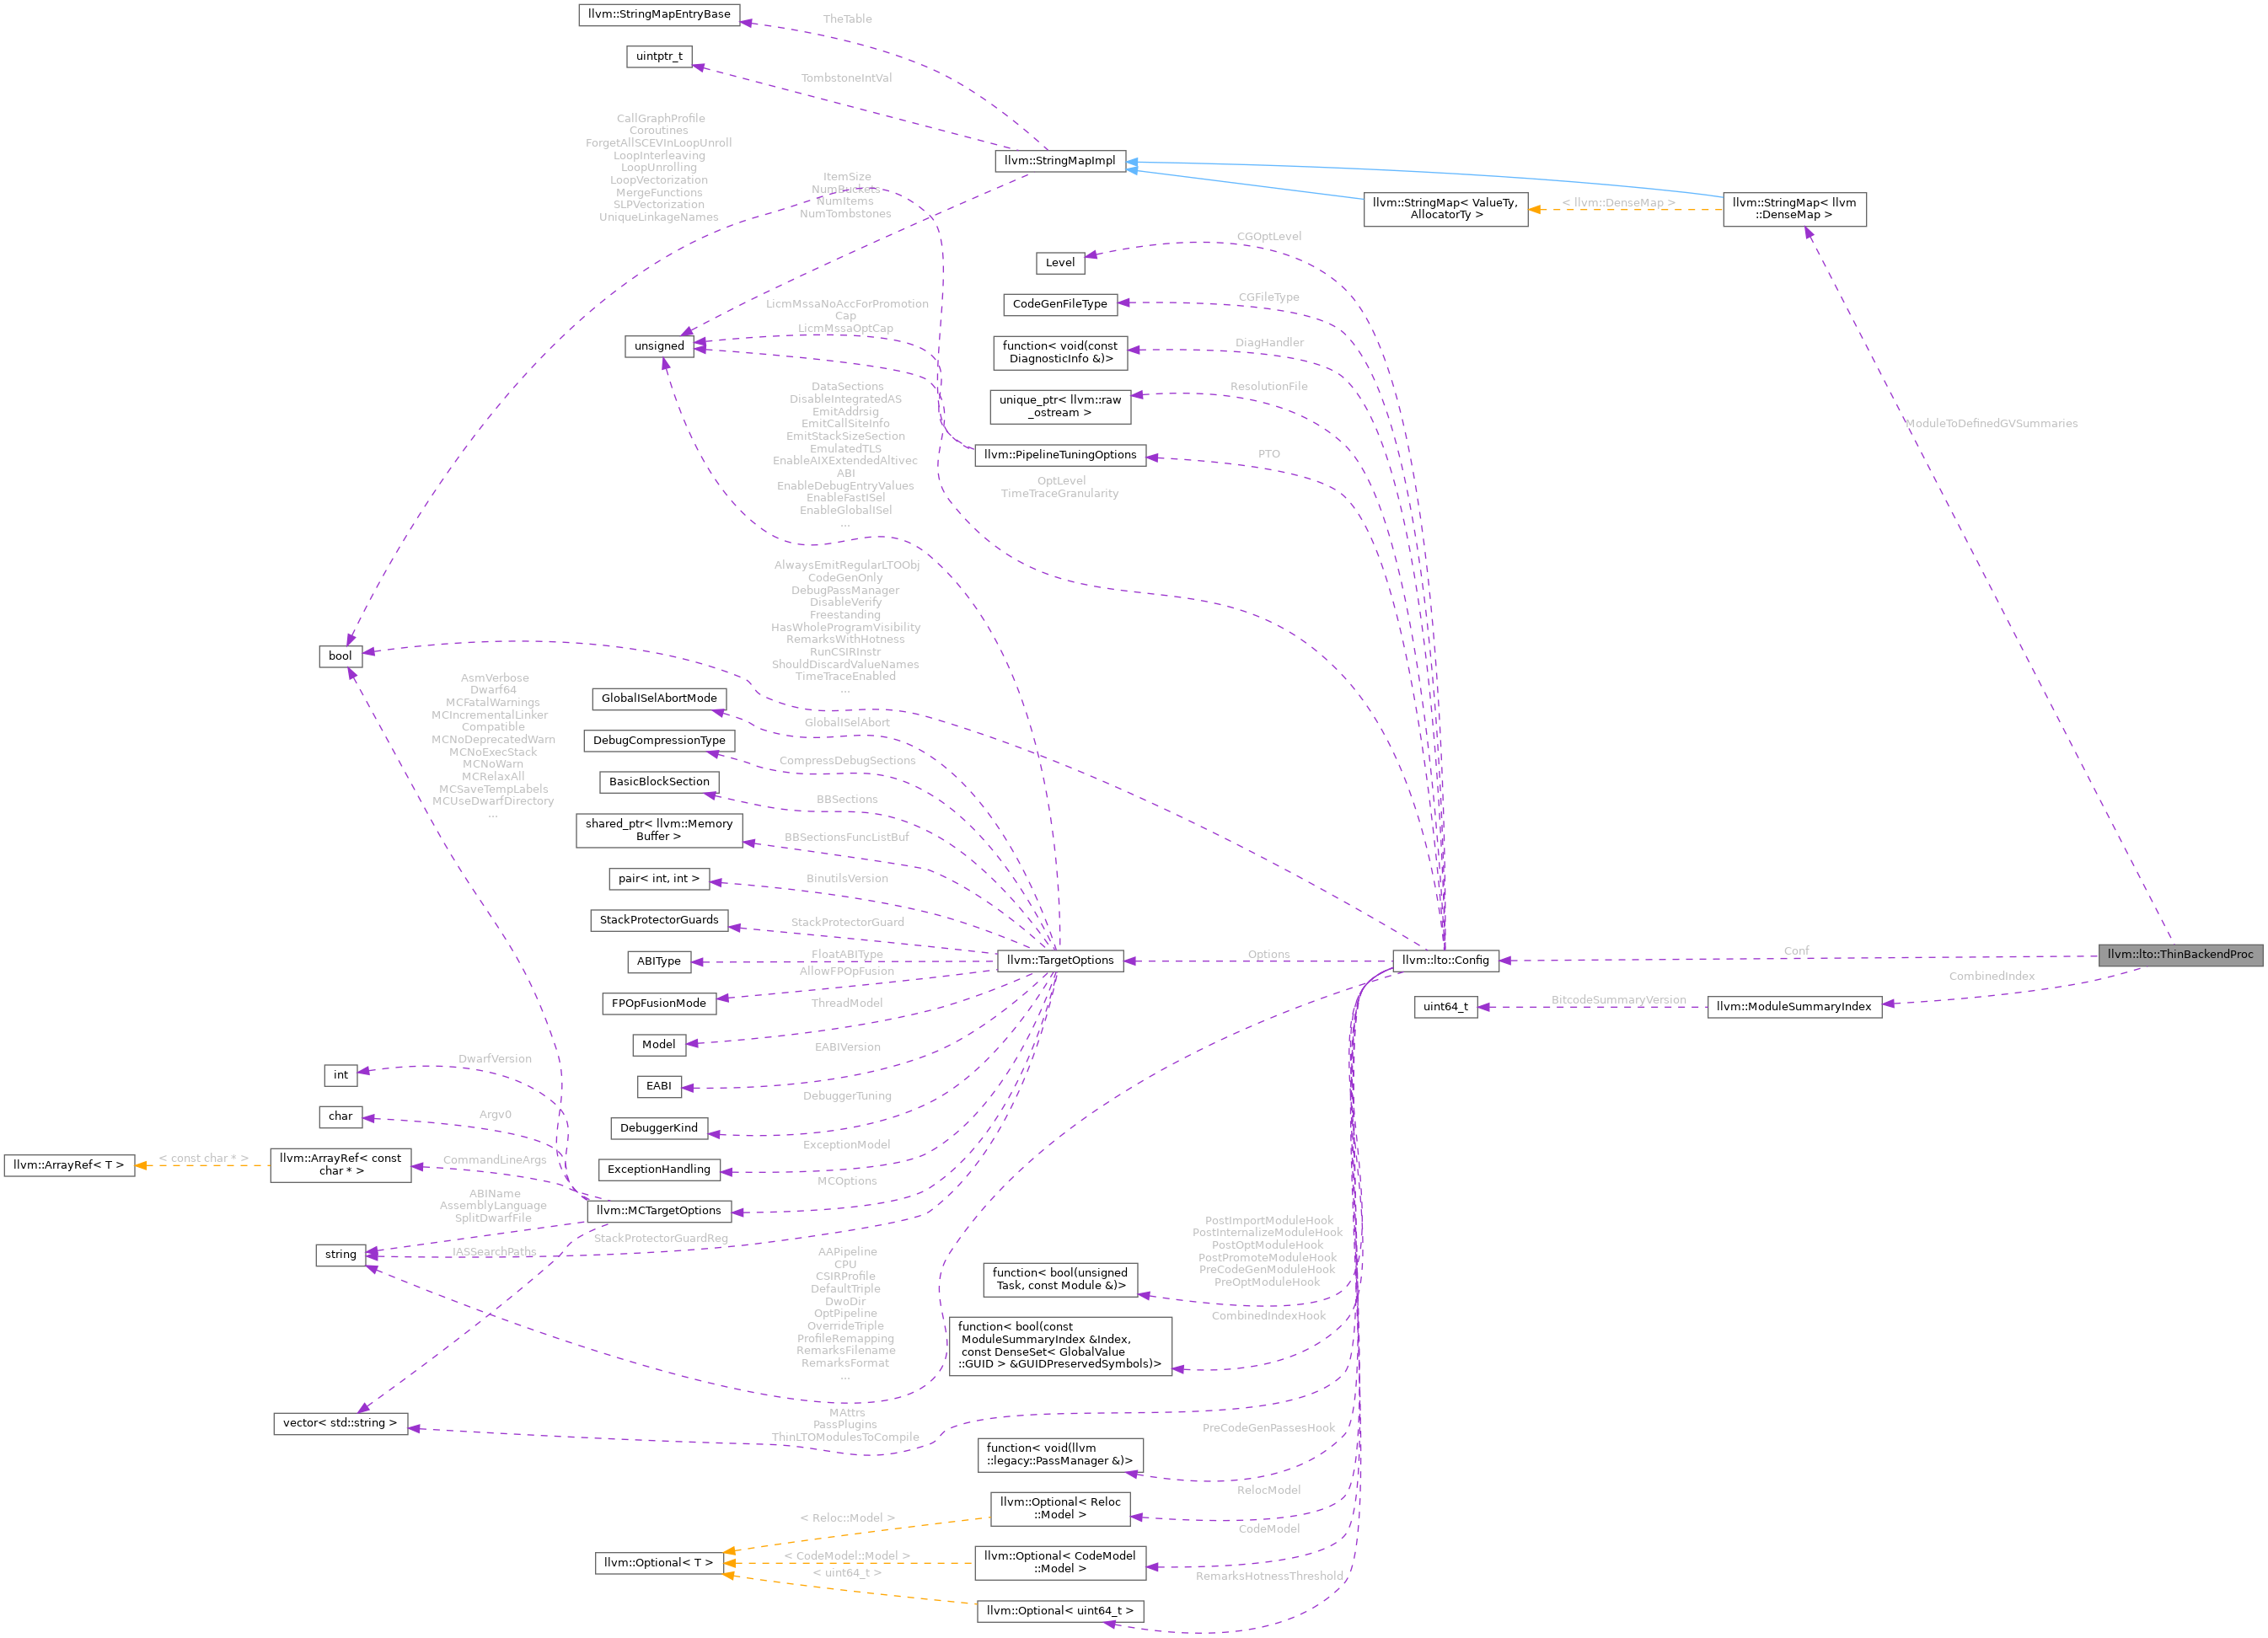 llvm::StringMapEntryBase
TheTable
uintptr_t
TombstoneIntVal
CallGraphProfile
Coroutines
ForgetAllSCEVInLoopUnroll
LoopInterleaving
LoopUnrolling
LoopVectorization
MergeFunctions
SLPVectorization
UniqueLinkageNames
llvm::StringMapImpl
ItemSize
NumBuckets
NumItems
NumTombstones
llvm::StringMap< ValueTy,
AllocatorTy >
< llvm::DenseMap >
llvm::StringMap< llvm
::DenseMap >
CGOptLevel
Level
CGFileType
CodeGenFileType
LicmMssaNoAccForPromotion
Cap
LicmMssaOptCap
unsigned
DiagHandler
function< void(const
DiagnosticInfo &)>
ResolutionFile
unique_ptr< llvm::raw
_ostream >
DataSections
DisableIntegratedAS
EmitAddrsig
EmitCallSiteInfo
EmitStackSizeSection
EmulatedTLS
EnableAIXExtendedAltivec
ABI
EnableDebugEntryValues
EnableFastISel
EnableGlobalISel
...
ModuleToDefinedGVSummaries
llvm::PipelineTuningOptions
PTO
OptLevel
TimeTraceGranularity
AlwaysEmitRegularLTOObj
CodeGenOnly
DebugPassManager
DisableVerify
Freestanding
HasWholeProgramVisibility
RemarksWithHotness
RunCSIRInstr
ShouldDiscardValueNames
TimeTraceEnabled
...
bool
AsmVerbose
Dwarf64
MCFatalWarnings
MCIncrementalLinker
Compatible
MCNoDeprecatedWarn
MCNoExecStack
MCNoWarn
MCRelaxAll
MCSaveTempLabels
MCUseDwarfDirectory
...
GlobalISelAbortMode
GlobalISelAbort
DebugCompressionType
CompressDebugSections
BasicBlockSection
BBSections
shared_ptr< llvm::Memory
Buffer >
BBSectionsFuncListBuf
pair< int, int >
BinutilsVersion
StackProtectorGuards
StackProtectorGuard
ABIType
FloatABIType
llvm::TargetOptions
Options
llvm::lto::Config
Conf
llvm::lto::ThinBackendProc
AllowFPOpFusion
FPOpFusionMode
ThreadModel
CombinedIndex
uint64_t
BitcodeSummaryVersion
llvm::ModuleSummaryIndex
Model
EABIVersion
EABI
int
DwarfVersion
DebuggerTuning
DebuggerKind
char
Argv0
ExceptionModel
ExceptionHandling
llvm::ArrayRef< T >
< const char * >
llvm::ArrayRef< const
char * >
CommandLineArgs
MCOptions
llvm::MCTargetOptions
ABIName
AssemblyLanguage
SplitDwarfFile
StackProtectorGuardReg
string
IASSearchPaths
AAPipeline
CPU
CSIRProfile
DefaultTriple
DwoDir
OptPipeline
OverrideTriple
ProfileRemapping
RemarksFilename
RemarksFormat
...
PostImportModuleHook
PostInternalizeModuleHook
PostOptModuleHook
PostPromoteModuleHook
PreCodeGenModuleHook
PreOptModuleHook
function< bool(unsigned
Task, const Module &)>
CombinedIndexHook
function< bool(const
ModuleSummaryIndex &Index,
const DenseSet< GlobalValue
::GUID > &GUIDPreservedSymbols)>
vector< std::string >
MAttrs
PassPlugins
ThinLTOModulesToCompile
PreCodeGenPassesHook
function< void(llvm
::legacy::PassManager &)>
RelocModel
llvm::Optional< Reloc
::Model >
< Reloc::Model >
CodeModel
llvm::Optional< T >
< CodeModel::Model >
llvm::Optional< CodeModel
::Model >
< uint64_t >
RemarksHotnessThreshold
llvm::Optional< uint64_t >